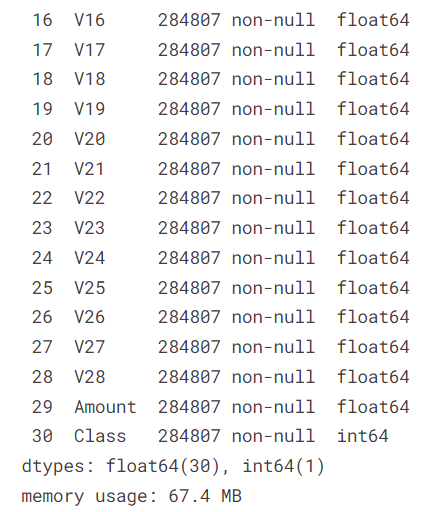 16 V16 284807 non-null float64
17 V17 284807 non-null float64
18 V18 284807 non-null float64
19 V19 284807 non-null float64
20 V20 284807 non-null float64
21 V21 284807 non-null float64
22 V22 284807 non-null float64
23 V23 284807 non-null float64
24 V24 284807 non-null float64
25 V25 284807 non-null float64
26 V26 284807 non-null float64
27 V27 284807 non-null float64
28 V28 284807 non-null float64
29 Amount 284807 non-null float64
30 Class 284807 non-null int64
dtypes: float64(30), int64(1)
memory usage: 67.4 MB